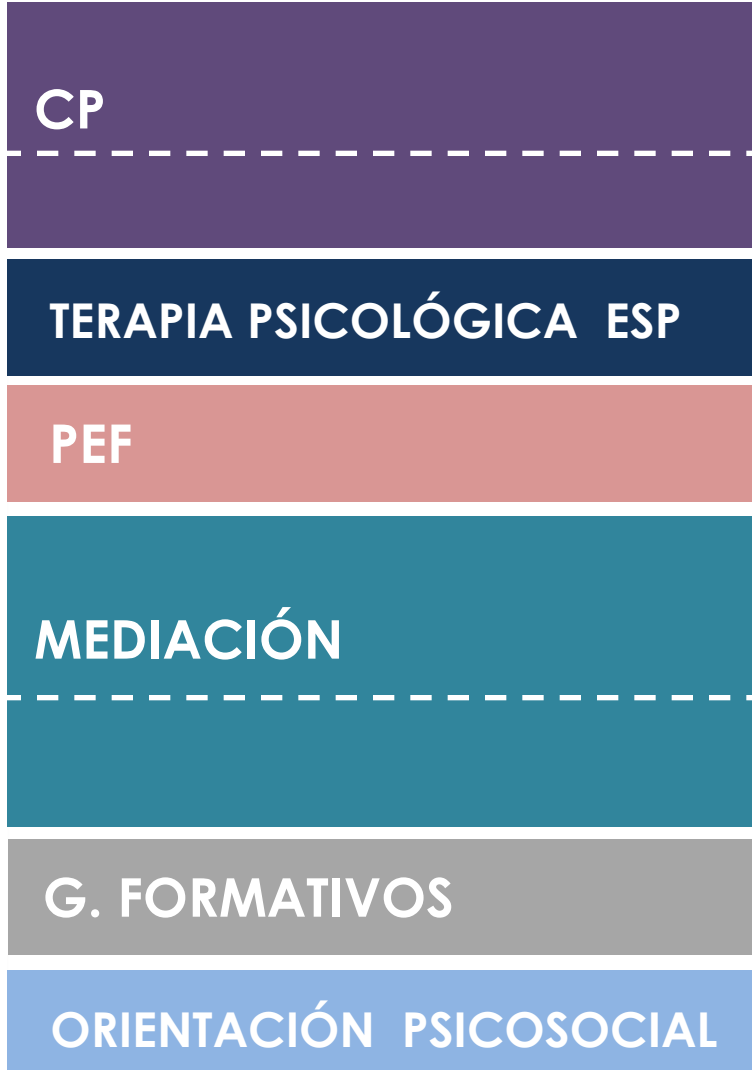 CP
TERAPIA PSICOLÓGICA ESP
PEF
MEDIACIÓN
G. FORMATIVOS
ORIENTACIÓN PSICOSOCIAL